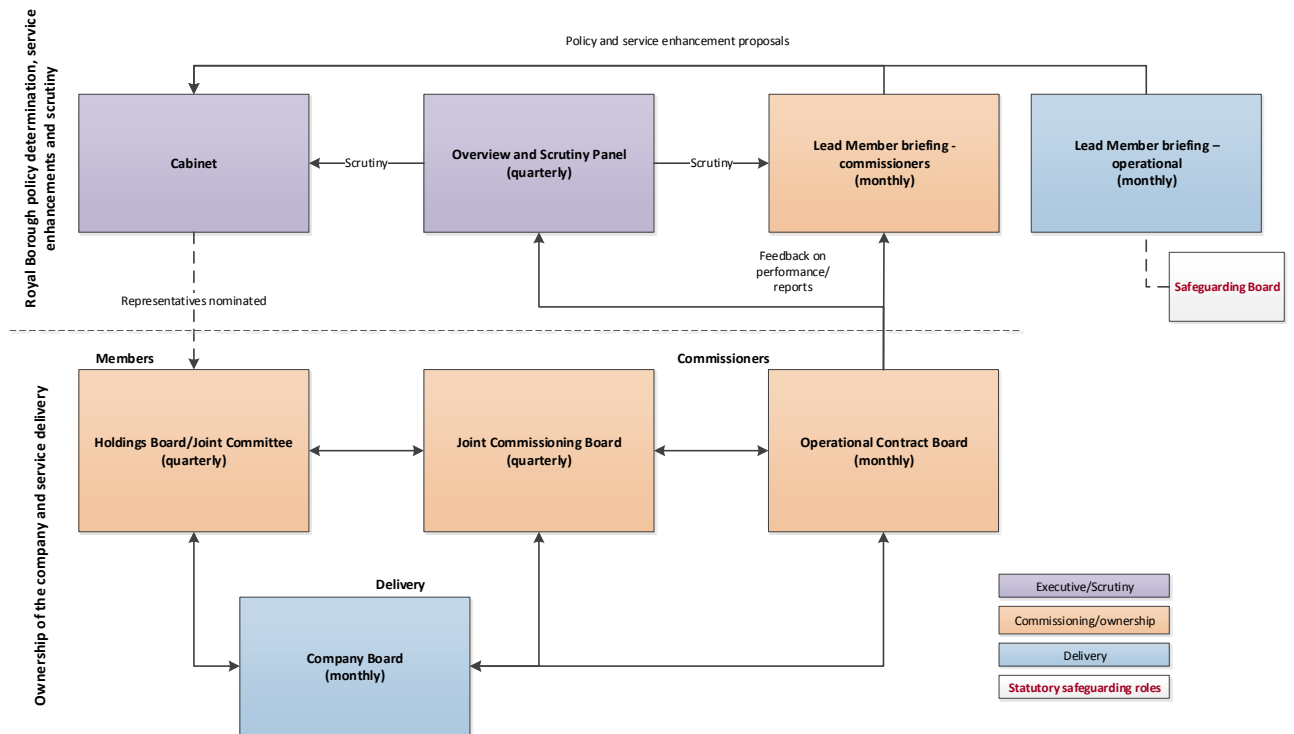 Royal Borough policy determination, service
enhancements and scrutiny
Policy and service enhancement proposals
Cabinet
Scrutiny
Overview and Scrutiny Panel
(quarterly)
Scrutiny
Lead Member briefing -
commissioners
(monthly)
Lead Member briefing –
operational
(monthly)
Feedback on
performance/
reports
Safeguarding Board
Representatives nominated
Ownership of the company and service delivery
Members
Commissioners
Holdings Board/Joint Committee
(quarterly)
Joint Commissioning Board
(quarterly)
Operational Contract Board
(monthly)
Delivery
Company Board
(monthly)
Executive/Scrutiny
Commissioning/ownership
Delivery
Statutory safeguarding roles